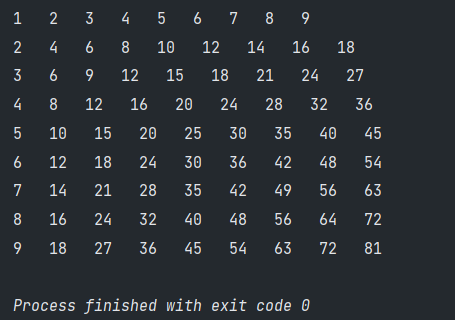 1   2   3   4   5   6   7   8   9
2   4   6   8   10   12   14   16   18
3   6   9   12   15   18   21   24   27
4   8   12   16   20   24   28   32   36
5   10   15   20   25   30   35   40   45
6   12   18   24   30   36   42   48   54
7   14   21   28   35   42   49   56   63
8   16   24   32   40   48   56   64   72
9   18   27   36   45   54   63   72   81
Process finished with exit code 0